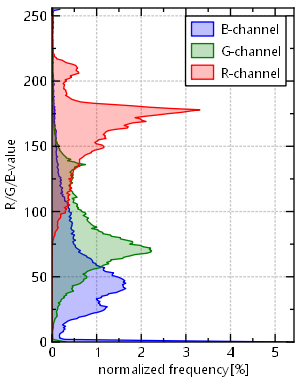 250
200
150
100
50
0
R/G/B-value
B-channel
G-channel
R-channel
0 1 2 3 4 5
normalized frequency[%]